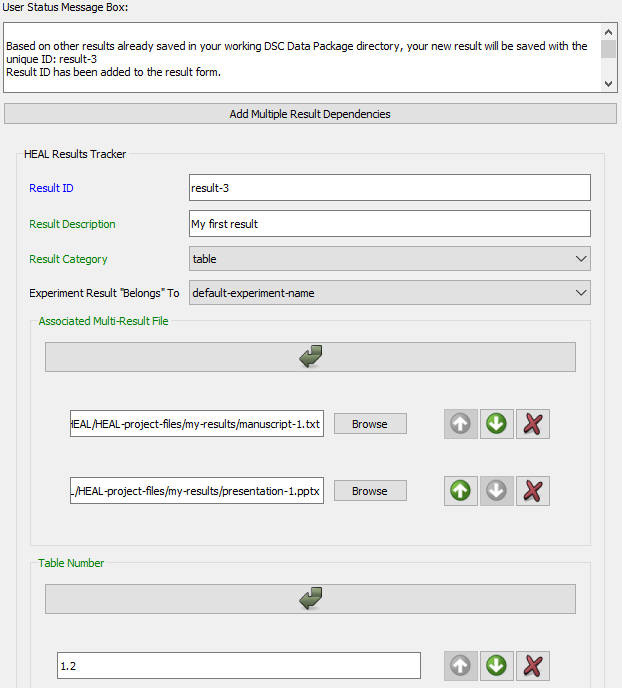 User Status Message Box:
Based on other results already saved in your working DSC Data Package directory, your new result will be saved with the
unique ID: result-3
Result ID has been added to the result form.
Add Multiple Result Dependencies
HEAL Results Tracker
Result ID
result-3
Result Description
My first result
Result Category
table
Experiment Result "Belongs" To
default-experiment-name
Associated Multi-Result File
HEAL/HEAL-project-files/my-results/manuscript-1.txt
Browse
L/HEAL-project-files/my-results/presentation-1.pptx
Browse
Table Number
1.2